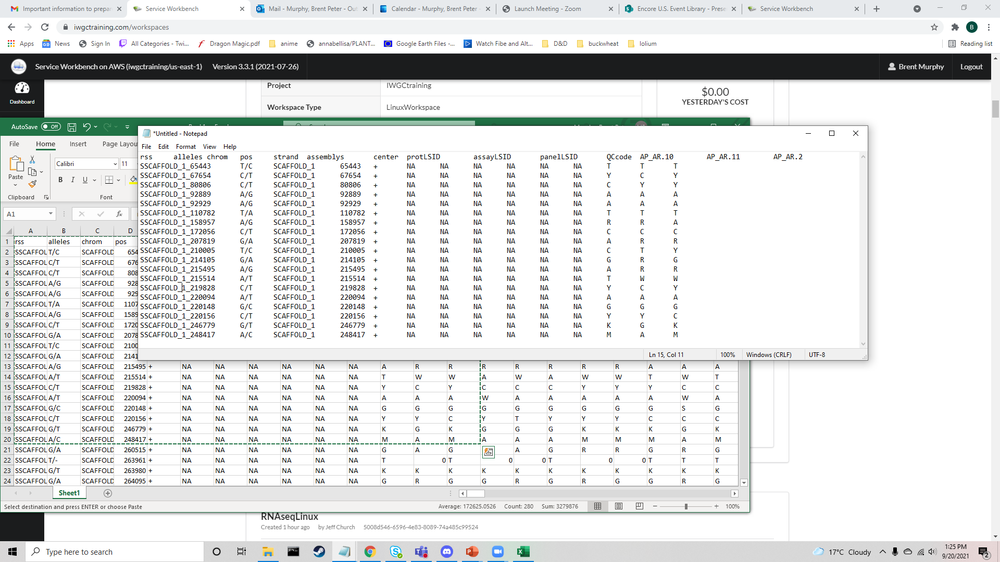 Important information to prepar
Service Workbench
Mail - Murphy, Brent Peter - Out
Calendar - Murphy, Brent Peter -
Launch Meeting - Zoom
Encore U.S. Event Library - Prese
Service Workbench
iwgctraining.com/workspaces
B
Apps
News
Sign In
All Categories - Twi...
Dragon Magic.pdf
anime
annabellisa/PLANT...
Google Earth Files -...
Watch Fibe and Alt...
D&D
buckwheat
lolium
Reading list
Service Workbench on AWS (iwgctraining/us-east-1) Version 3.3.1 (2021-07-26)
Brent Murphy
Logout
Dashboard
Project IWGCtraining
Workspace Type LinuxWorkspace
$0.00
YESTERDAY'S COST
AutoSave Off
File Home Insert Page Layou
Calibri 11
Paste
B I U
Clipboard Font
A1 fx
*Untitled - Notepad
File Edit Format View Help
rss alleles chrom pos strand assemblys center protLSID assayLSID panelLSID QCcode AP_AR.10 AP_AR.11 AP_AR.2
SSCAFFOLD_1_65443 T/C SCAFFOLD_1 65443 + NA NA NA NA NA NA T T T
SSCAFFOLD_1_67654 C/T SCAFFOLD_1 67654 + NA NA NA NA NA NA Y C Y
SSCAFFOLD_1_80806 C/T SCAFFOLD_1 80806 + NA NA NA NA NA NA C Y Y
SSCAFFOLD_1_92889 A/G SCAFFOLD_1 92889 + NA NA NA NA NA NA A A A
SSCAFFOLD_1_92929 A/G SCAFFOLD_1 92929 + NA NA NA NA NA NA A A A
SSCAFFOLD_1_110782 T/A SCAFFOLD_1 110782 + NA NA NA NA NA NA T T T
SSCAFFOLD_1_158957 A/G SCAFFOLD_1 158957 + NA NA NA NA NA NA R R A
SSCAFFOLD_1_172056 C/T SCAFFOLD_1 172056 + NA NA NA NA NA NA C C C
SSCAFFOLD_1_207819 G/A SCAFFOLD_1 207819 + NA NA NA NA NA NA A R R
SSCAFFOLD_1_210005 T/C SCAFFOLD_1 210005 + NA NA NA NA NA NA C T Y
SSCAFFOLD_1_214105 G/A SCAFFOLD_1 214105 + NA NA NA NA NA NA G R G
SSCAFFOLD_1_215495 A/G SCAFFOLD_1 215495 + NA NA NA NA NA NA A R R
SSCAFFOLD_1_215514 A/T SCAFFOLD_1 215514 + NA NA NA NA NA NA T W W
SSCAFFOLD_1_219828 C/T SCAFFOLD_1 219828 + NA NA NA NA NA NA Y C Y
SSCAFFOLD_1_220094 A/T SCAFFOLD_1 220094 + NA NA NA NA NA NA A A A
SSCAFFOLD_1_220148 G/C SCAFFOLD_1 220148 + NA NA NA NA NA NA G G G
SSCAFFOLD_1_220156 C/T SCAFFOLD_1 220156 + NA NA NA NA NA NA Y Y C
SSCAFFOLD_1_246779 G/T SCAFFOLD_1 246779 + NA NA NA NA NA NA K G K
SSCAFFOLD_1_248417 A/C SCAFFOLD_1 248417 + NA NA NA NA NA NA M A M
Ln 15, Col 11 100% Windows (CRLF) UTF-8
A B C D
1 rss alleles chrom pos
2 SSCAFFOL T/C SCAFFOLD 654
3 SSCAFFOL C/T SCAFFOLD 676
4 SSCAFFOL C/T SCAFFOLD 808
5 SSCAFFOL A/G SCAFFOLD 928
6 SSCAFFOL A/G SCAFFOLD 929
7 SSCAFFOL T/A SCAFFOLD 1107
8 SSCAFFOL A/G SCAFFOLD 1589
9 SSCAFFOL C/T SCAFFOLD 1720
10 SSCAFFOL G/A SCAFFOLD 2078
11 SSCAFFOL T/C SCAFFOLD 2100
12 SSCAFFOL G/A SCAFFOLD 2141
13 SSCAFFOL A/G SCAFFOLD 215495 + NA NA NA NA NA NA A R R R R R R R A A A
14 SSCAFFOL A/T SCAFFOLD 215514 + NA NA NA NA NA NA T W W A W A W W T W T
15 SSCAFFOL C/T SCAFFOLD 219828 + NA NA NA NA NA NA Y C Y C C C Y Y Y C C
16 SSCAFFOL A/T SCAFFOLD 220094 + NA NA NA NA NA NA A A A W A A A A A W A
17 SSCAFFOL G/C SCAFFOLD 220148 + NA NA NA NA NA NA G G G G G G G G G S G
18 SSCAFFOL C/T SCAFFOLD 220156 + NA NA NA NA NA NA Y Y C Y T Y Y Y C C C
19 SSCAFFOL G/T SCAFFOLD 246779 + NA NA NA NA NA NA K G K G G G K K K G K
20 SSCAFFOL A/C SCAFFOLD 248417 + NA NA NA NA NA NA M A M A A A M M M A M
21 SSCAFFOL G/A SCAFFOLD 260515 + NA NA NA NA NA NA G A G A G R R G R G
22 SSCAFFOL T/- SCAFFOLD 263961 + NA NA NA NA NA NA T 0 T 0 0 T 0 0 T T T
23 SSCAFFOL G/T SCAFFOLD 263980 + NA NA NA NA NA NA K K K K K K K K K K K
24 SSCAFFOL G/A SCAFFOLD 264095 + NA NA NA NA NA NA G R G G R G R G G R G
Sheet1
Select destination and press ENTER or choose Paste
Average: 172625.0526 Count: 280 Sum: 3279876
100%
RNAseqLinux
Created 1 hour ago by Jeff Church 5008d546-6596-4e83-8089-74a485c99524
Type here to search
17°C Cloudy
1:25 PM
9/20/2021
2